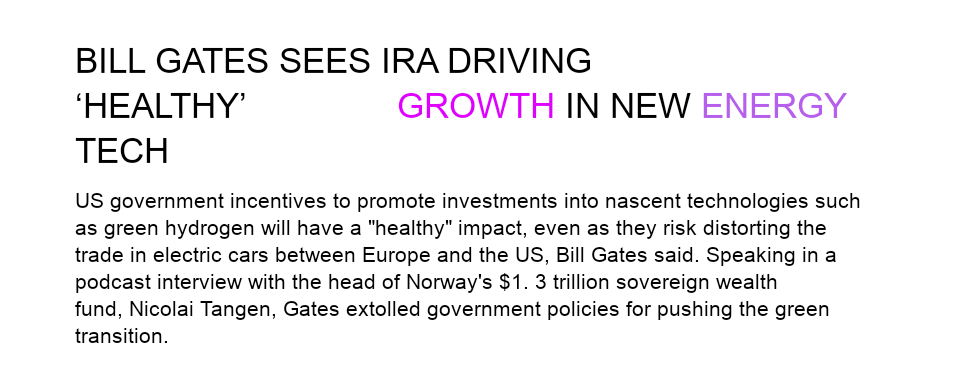 BILL GATES SEES IRA DRIVING
‘HEALTHY’ GROWTH IN NEW ENERGY
TECH
US government incentives to promote investments into nascent technologies such
as green hydrogen will have a "healthy" impact, even as they risk distorting the
trade in electric cars between Europe and the US, Bill Gates said. Speaking in a
podcast interview with the head of Norway's $1. 3 trillion sovereign wealth
fund, Nicolai Tangen, Gates extolled government policies for pushing the green
transition.